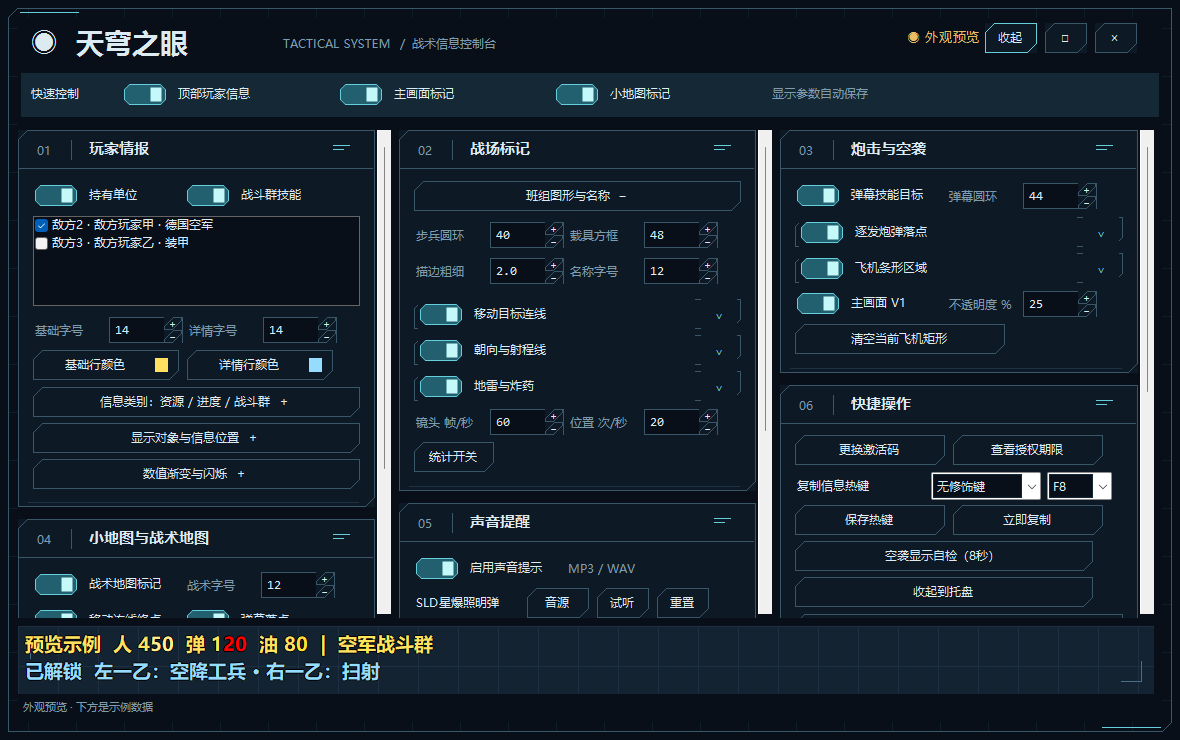 天穹之眼
TACTICAL SYSTEM / 战术信息控制台
外观预览
收起
快速控制
顶部玩家信息
主画面标记
小地图标记
显示参数自动保存
01 玩家情报
持有单位
战斗群技能
敌方2 · 敌方玩家甲 · 德国空军
敌方3 · 敌方玩家乙 · 装甲
基础字号 14 详情字号 14
基础行颜色
详情行颜色
信息类别: 资源 / 进度 / 战斗群 +
显示对象与信息位置 +
数值渐变与闪烁 +
04 小地图与战术地图
战术地图标记 战术字号 12
移动连线终点
弹幕落点
02 战场标记
班组图形与名称 −
步兵圆环 40 载具方框 48
描边粗细 2.0 名称字号 12
移动目标连线
朝向与射程线
地雷与炸药
镜头 帧/秒 60 位置 次/秒 20
统计开关
05 声音提醒
启用声音提示 MP3 / WAV
SLD星爆照明弹 音源 试听 重置
03 炮击与空袭
弹幕技能目标 弹幕圆环 44
逐发炮弹落点
飞机条形区域
主画面 V1 不透明度 % 25
清空当前飞机矩形
06 快捷操作
更换激活码 查看授权期限
复制信息热键 无修饰键 F8
保存热键 立即复制
空袭显示自检（8秒）
收起到托盘
预览示例 人 450 弹 120 油 80 | 空军战斗群
已解锁 左一乙: 空降工兵 · 右一乙: 扫射
外观预览 · 下方是示例数据